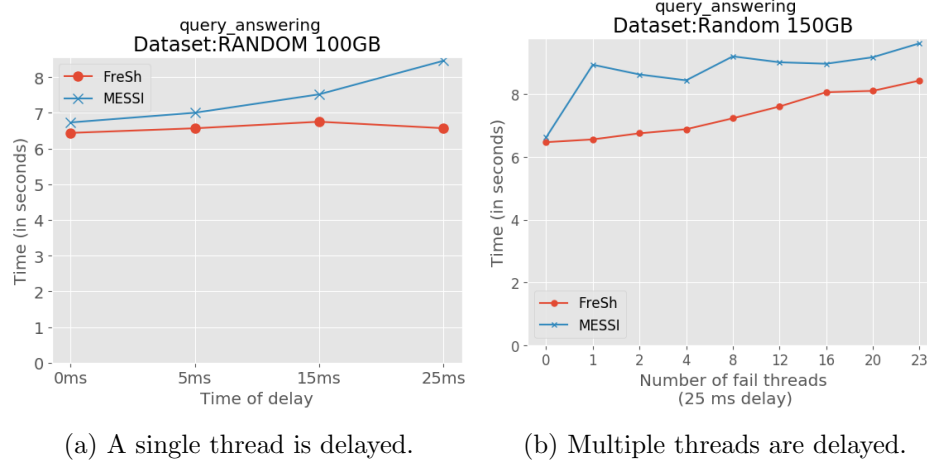 query_answering
Dataset:RANDOM 100GB
FreSh
MESSI
Time (in seconds)
8
7
6
5
4
3
2
1
0
0ms 5ms 15ms 25ms
Time of delay
(a) A single thread is delayed.
query_answering
Dataset:Random 150GB
Time (in seconds)
8
6
4
2
0
FreSh
MESSI
0 1 2 4 8 12 16 20 23
Number of fail threads
(25 ms delay)
(b) Multiple threads are delayed.